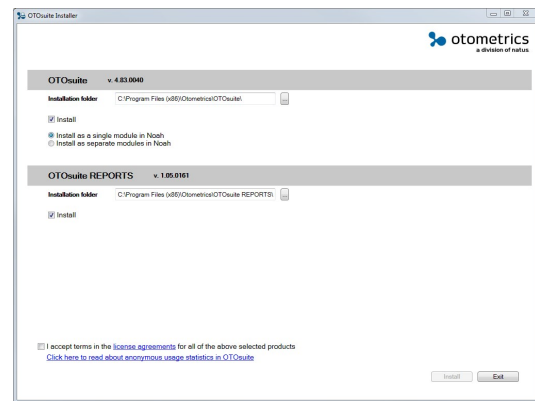 OTOsuite Installer
otometrics
a division of natus
OTOsuite v. 4.83.0040
Installation folder C:\Program Files (x86)\Otometrics\OTOsuite\ ...
Install
Install as a single module in Noah
Install as separate modules in Noah
OTOsuite REPORTS v. 1.05.0161
Installation folder C:\Program Files (x86)\Otometrics\OTOsuite REPORTS\ ...
Install
I accept terms in the license agreements for all of the above selected products
Click here to read about anonymous usage statistics in OTOsuite
Install Exit